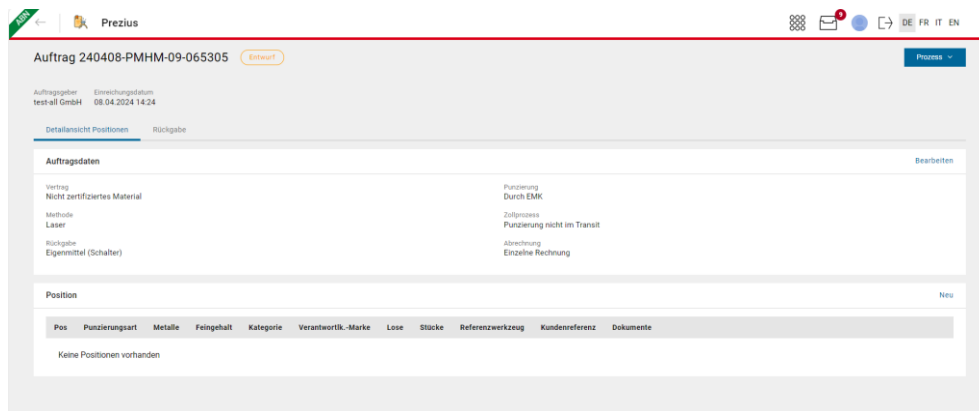 ABN
Prezius
9
DE FR IT EN
Auftrag 240408-PMHM-09-065305 Entwurf
Prozess
Auftragsgeber Einreichungsdatum
test-all GmbH 08.04.2024 14:24
Detailansicht Positionen Rückgabe
Auftragsdaten Bearbeiten
Vertrag Punzierung
Nicht zertifiziertes Material Durch EMK
Methode Zollprozess
Laser Punzierung nicht im Transit
Rückgabe Abrechnung
Eigenmittel (Schalter) Einzelne Rechnung
Position Neu
Pos Punzierungsart Metalle Feingehalt Kategorie Verantwortlk.-Marke Lose Stücke Referenzwerkzeug Kundenreferenz Dokumente
Keine Positionen vorhanden